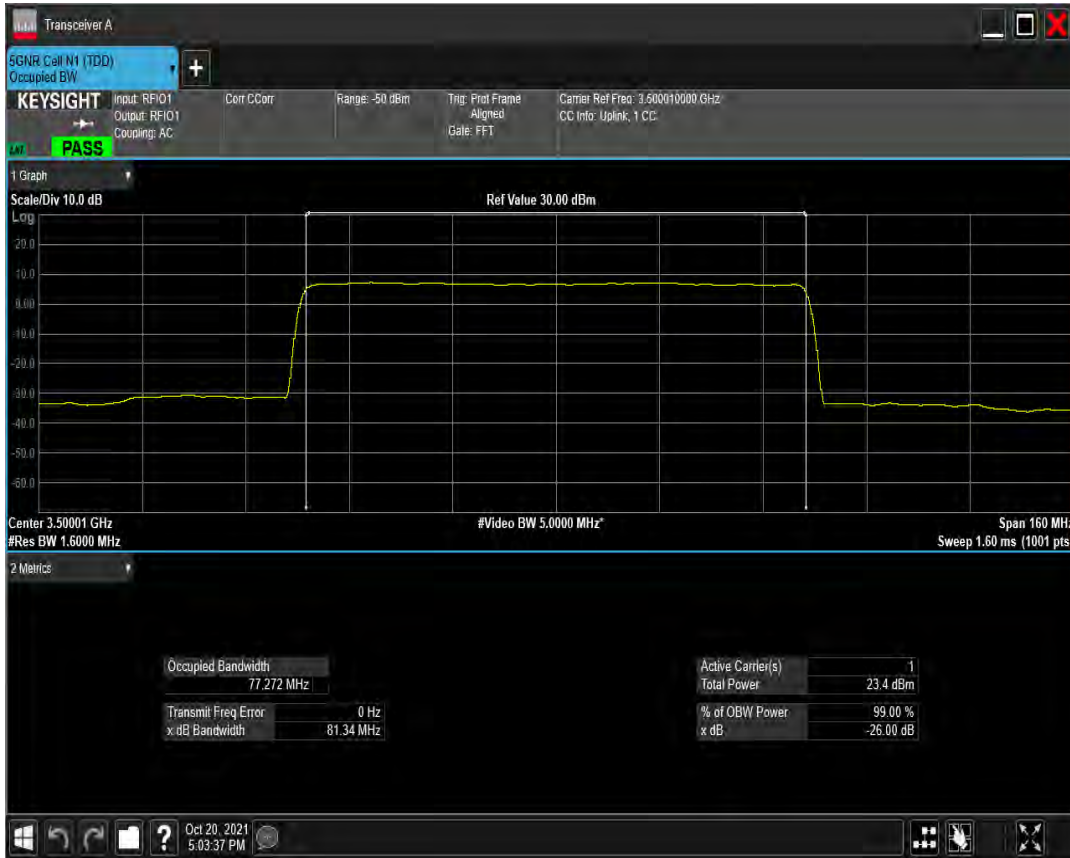 Transceiver A
5GNR Cell N1 (TDD)
Occupied BW
+
KEYSIGHT
PASS
Input: RFIO1
Output: RFIO1
Coupling: AC
Corr CCorr
Range: -50 dBm
Trig: Prot Frame
Aligned
Gate: FFT
Carrier Ref Freq: 3.500010000 GHz
CC Info: Uplink, 1 CC
1 Graph
Scale/Div 10.0 dB
Ref Value 30.00 dBm
Log
20.0
10.0
0.00
-10.0
-20.0
-30.0
-40.0
-50.0
-60.0
Center 3.50001 GHz
#Video BW 5.0000 MHz*
Span 160 MHz
#Res BW 1.6000 MHz
Sweep 1.60 ms (1001 pts
2 Metrics
Occupied Bandwidth
77.272 MHz
Transmit Freq Error 0 Hz
x dB Bandwidth 81.34 MHz
Active Carrier(s) 1
Total Power 23.4 dBm
% of OBW Power 99.00 %
x dB -26.00 dB
?
Oct 20, 2021
5:03:37 PM